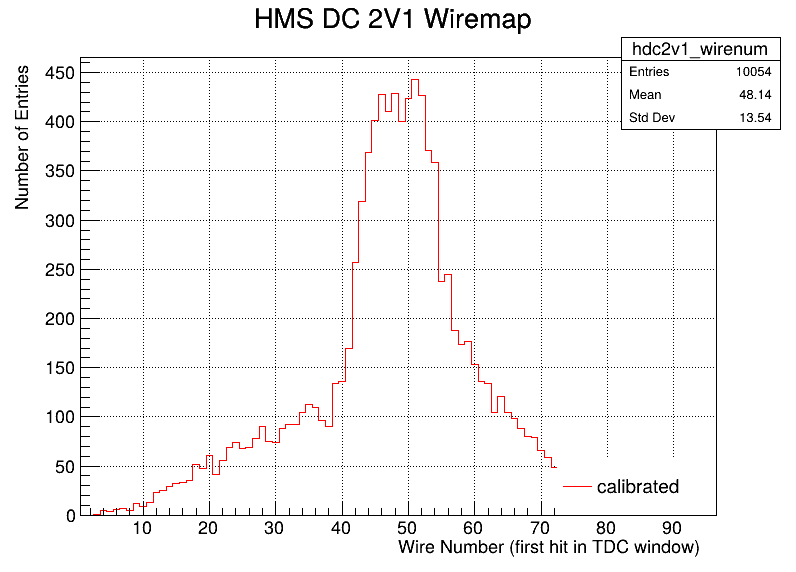 HMS DC 2V1 Wiremap
hdc2v1_wirenum
Entries 10054
Mean 48.14
Std Dev 13.54
Number of Entries
450
400
350
300
250
200
150
100
50
0
10 20 30 40 50 60 70 80 90
Wire Number (first hit in TDC window)
calibrated